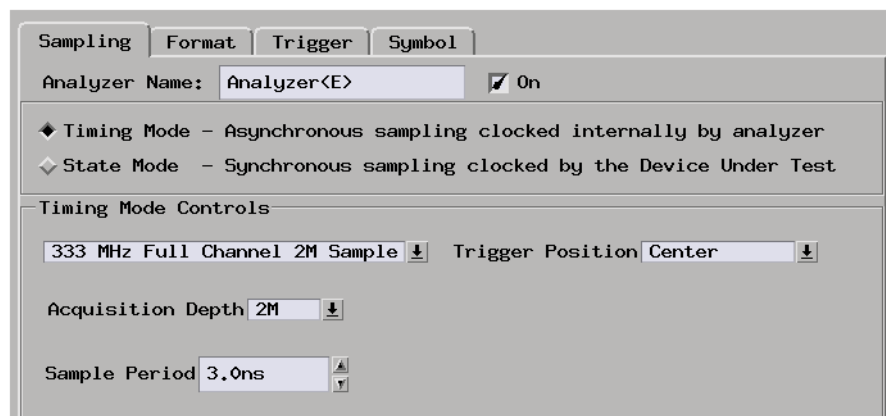 Sampling Format Trigger Symbol
Analyzer Name: Analyzer<E> On
Timing Mode - Asynchronous sampling clocked internally by analyzer
State Mode - Synchronous sampling clocked by the Device Under Test
Timing Mode Controls
333 MHz Full Channel 2M Sample Trigger Position Center
Acquisition Depth 2M
Sample Period 3.0ns